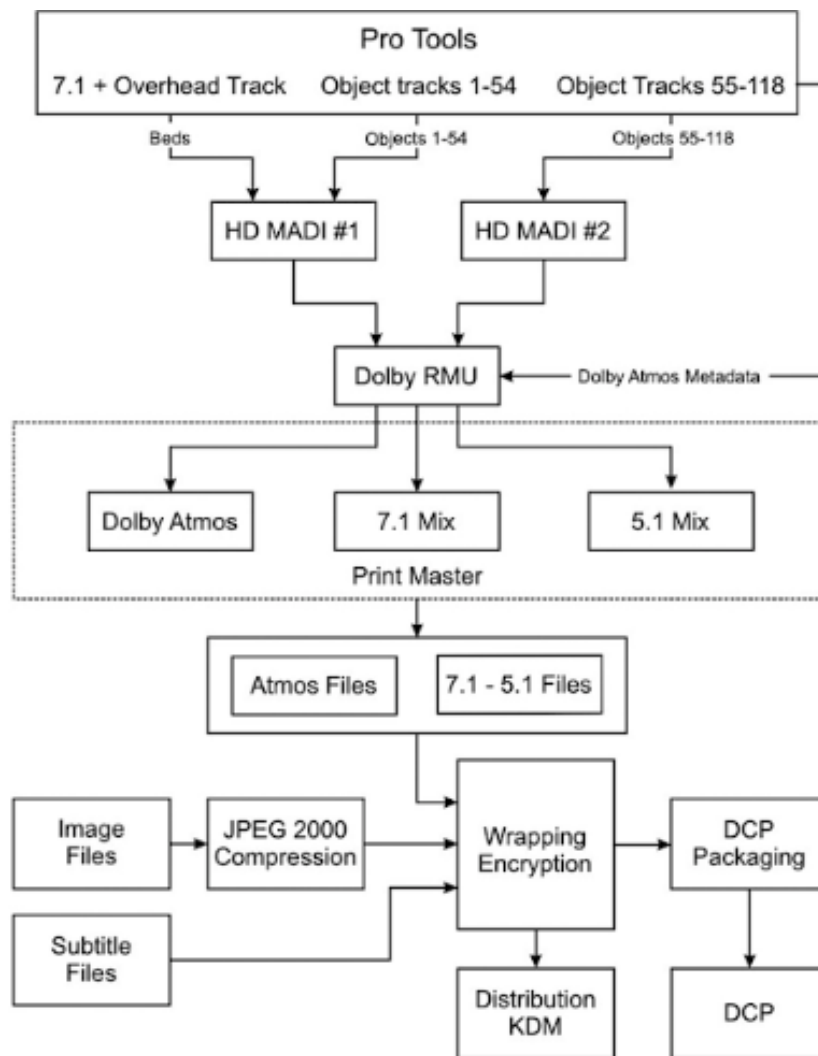 Pro Tools
7.1 + Overhead Track Object tracks 1-54 Object Tracks 55-118
Beds Objects 1-54 Objects 55-118
HD MADI #1 HD MADI #2
Dolby RMU Dolby Atmos Metadata
Dolby Atmos 7.1 Mix 5.1 Mix
Print Master
Atmos Files 7.1 - 5.1 Files
Image
Files
JPEG 2000
Compression
Wrapping
Encryption
DCP
Packaging
Subtitle
Files
Distribution
KDM
DCP